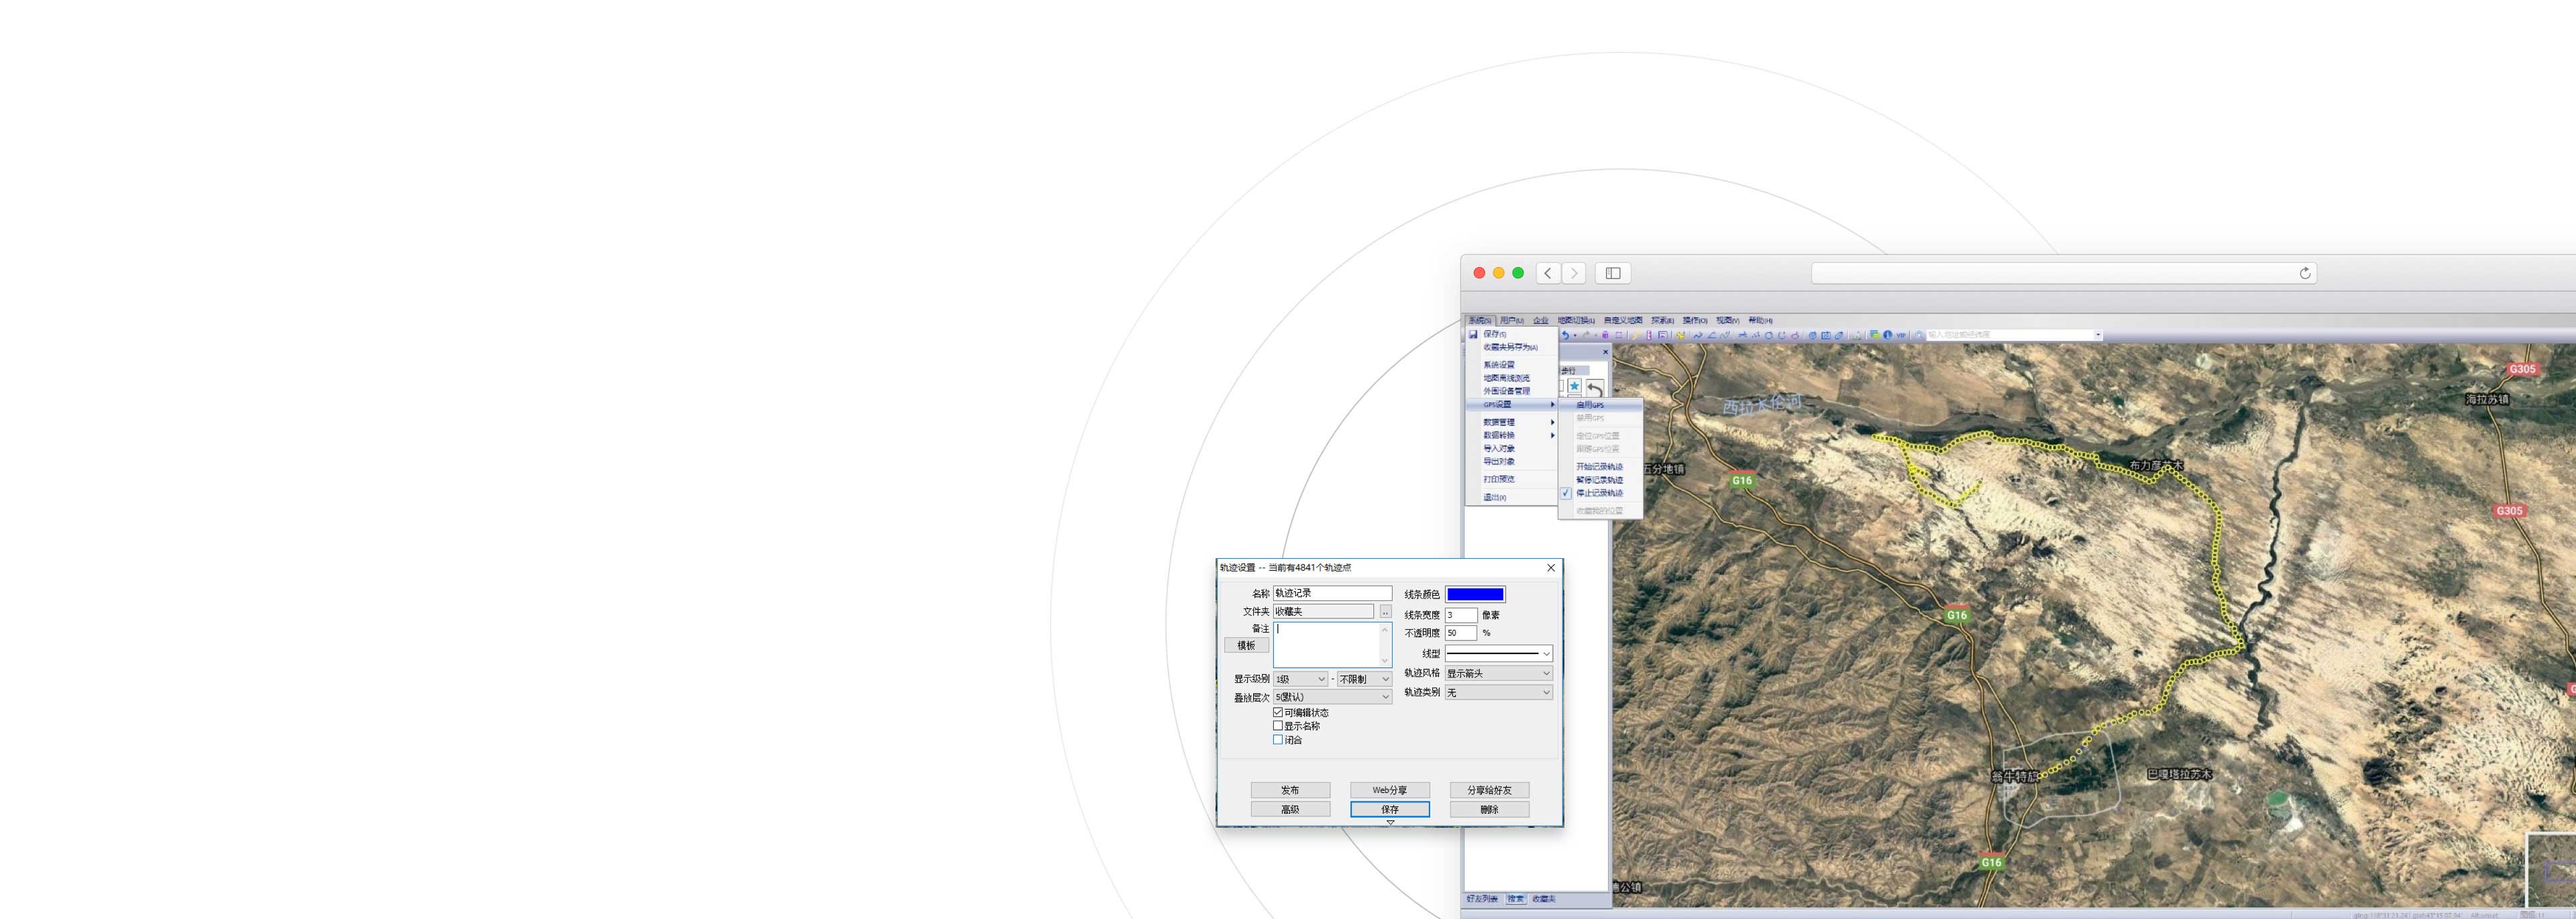 系统(S) 用户(U) 企业 地图切换(L) 自定义地图 探索(E) 操作(O) 视图(V) 帮助(H)
保存(S)
收藏夹另存为(A)
系统设置
地图离线浏览
外围设备管理
GPS设置
数据管理
数据转换
导入对象
导出对象
打印预览
退出(X)
步行
VIP
输入地址或经纬度
启用GPS
禁用GPS
定位GPS位置
跟随GPS位置
开始记录轨迹
暂停记录轨迹
停止记录轨迹
收藏我的位置
西拉木伦河
G305
海拉苏镇
五分地镇
G16
布力彦苏木
G305
G16
翁牛特旗
巴嘎塔拉苏木
G16
公镇
轨迹设置 -- 当前有4841个轨迹点
名称 轨迹记录
文件夹 收藏夹 ..
备注
模板
显示级别 1级 - 不限制
叠放层次 5(默认)
可编辑状态
显示名称
闭合
线条颜色
线条宽度 3 像素
不透明度 50 %
线型
轨迹风格 显示箭头
轨迹类别 无
发布 Web分享 分享给好友
高级 保存 删除
好友列表 搜索 收藏夹